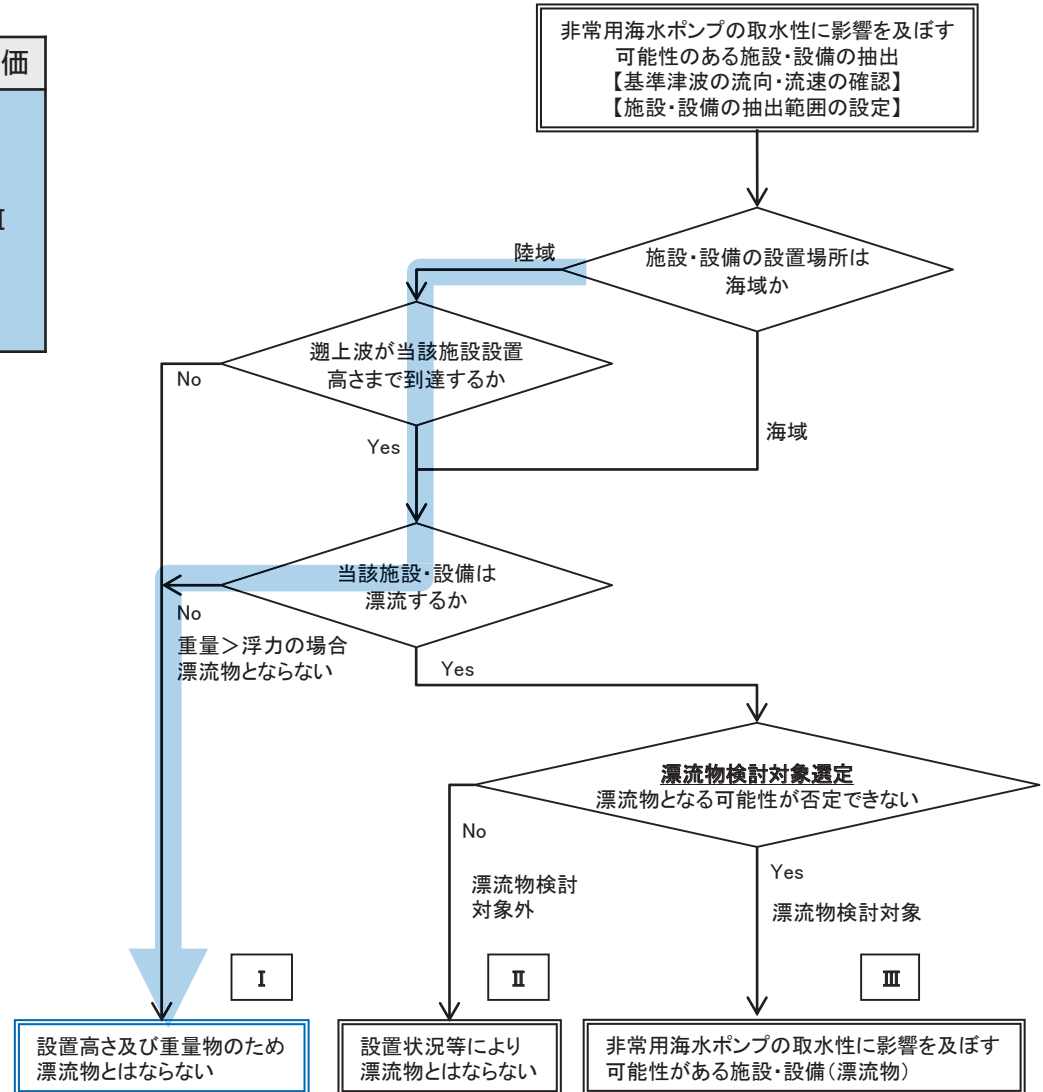 価
I
非常用海水ポンプの取水性に影響を及ぼす
可能性のある施設・設備の抽出
【基準津波の流向・流速の確認】
【施設・設備の抽出範囲の設定】
施設・設備の設置場所は
海域か
陸域
海域
遡上波が当該施設設置
高さまで到達するか
No
Yes
当該施設・設備は
漂流するか
No
重量＞浮力の場合
漂流物とならない
Yes
漂流物検討対象選定
漂流物となる可能性が否定できない
No
漂流物検討
対象外
Yes
漂流物検討対象
Ⅰ
Ⅱ
Ⅲ
設置高さ及び重量物のため
漂流物とはならない
設置状況等により
漂流物とはならない
非常用海水ポンプの取水性に影響を及ぼす
可能性がある施設・設備(漂流物)